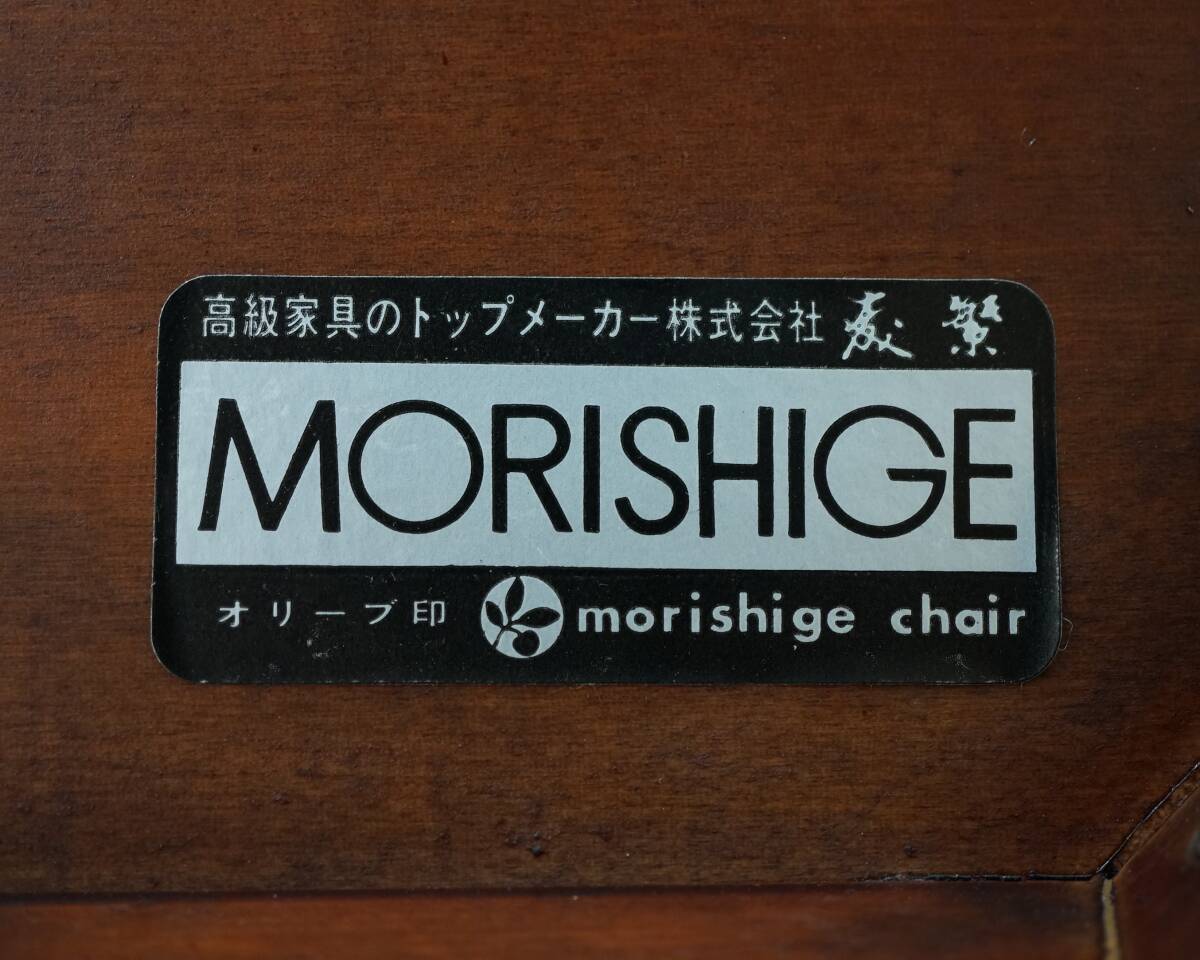 高級家具のトップメーカー株式会社 森繁
MORISHIGE
オリーブ印 morishige chair